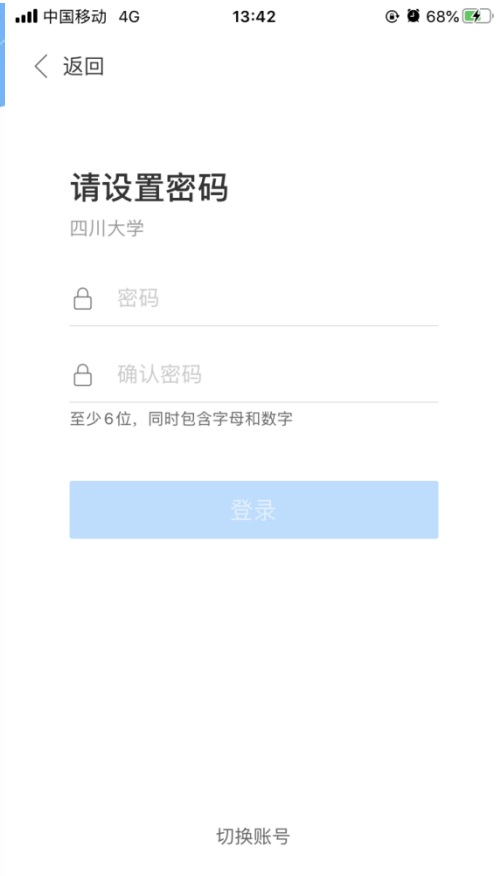 中国移动 4G 13:42 68%
返回
请设置密码
四川大学
密码
确认密码
至少6位，同时包含字母和数字
登录
切换账号